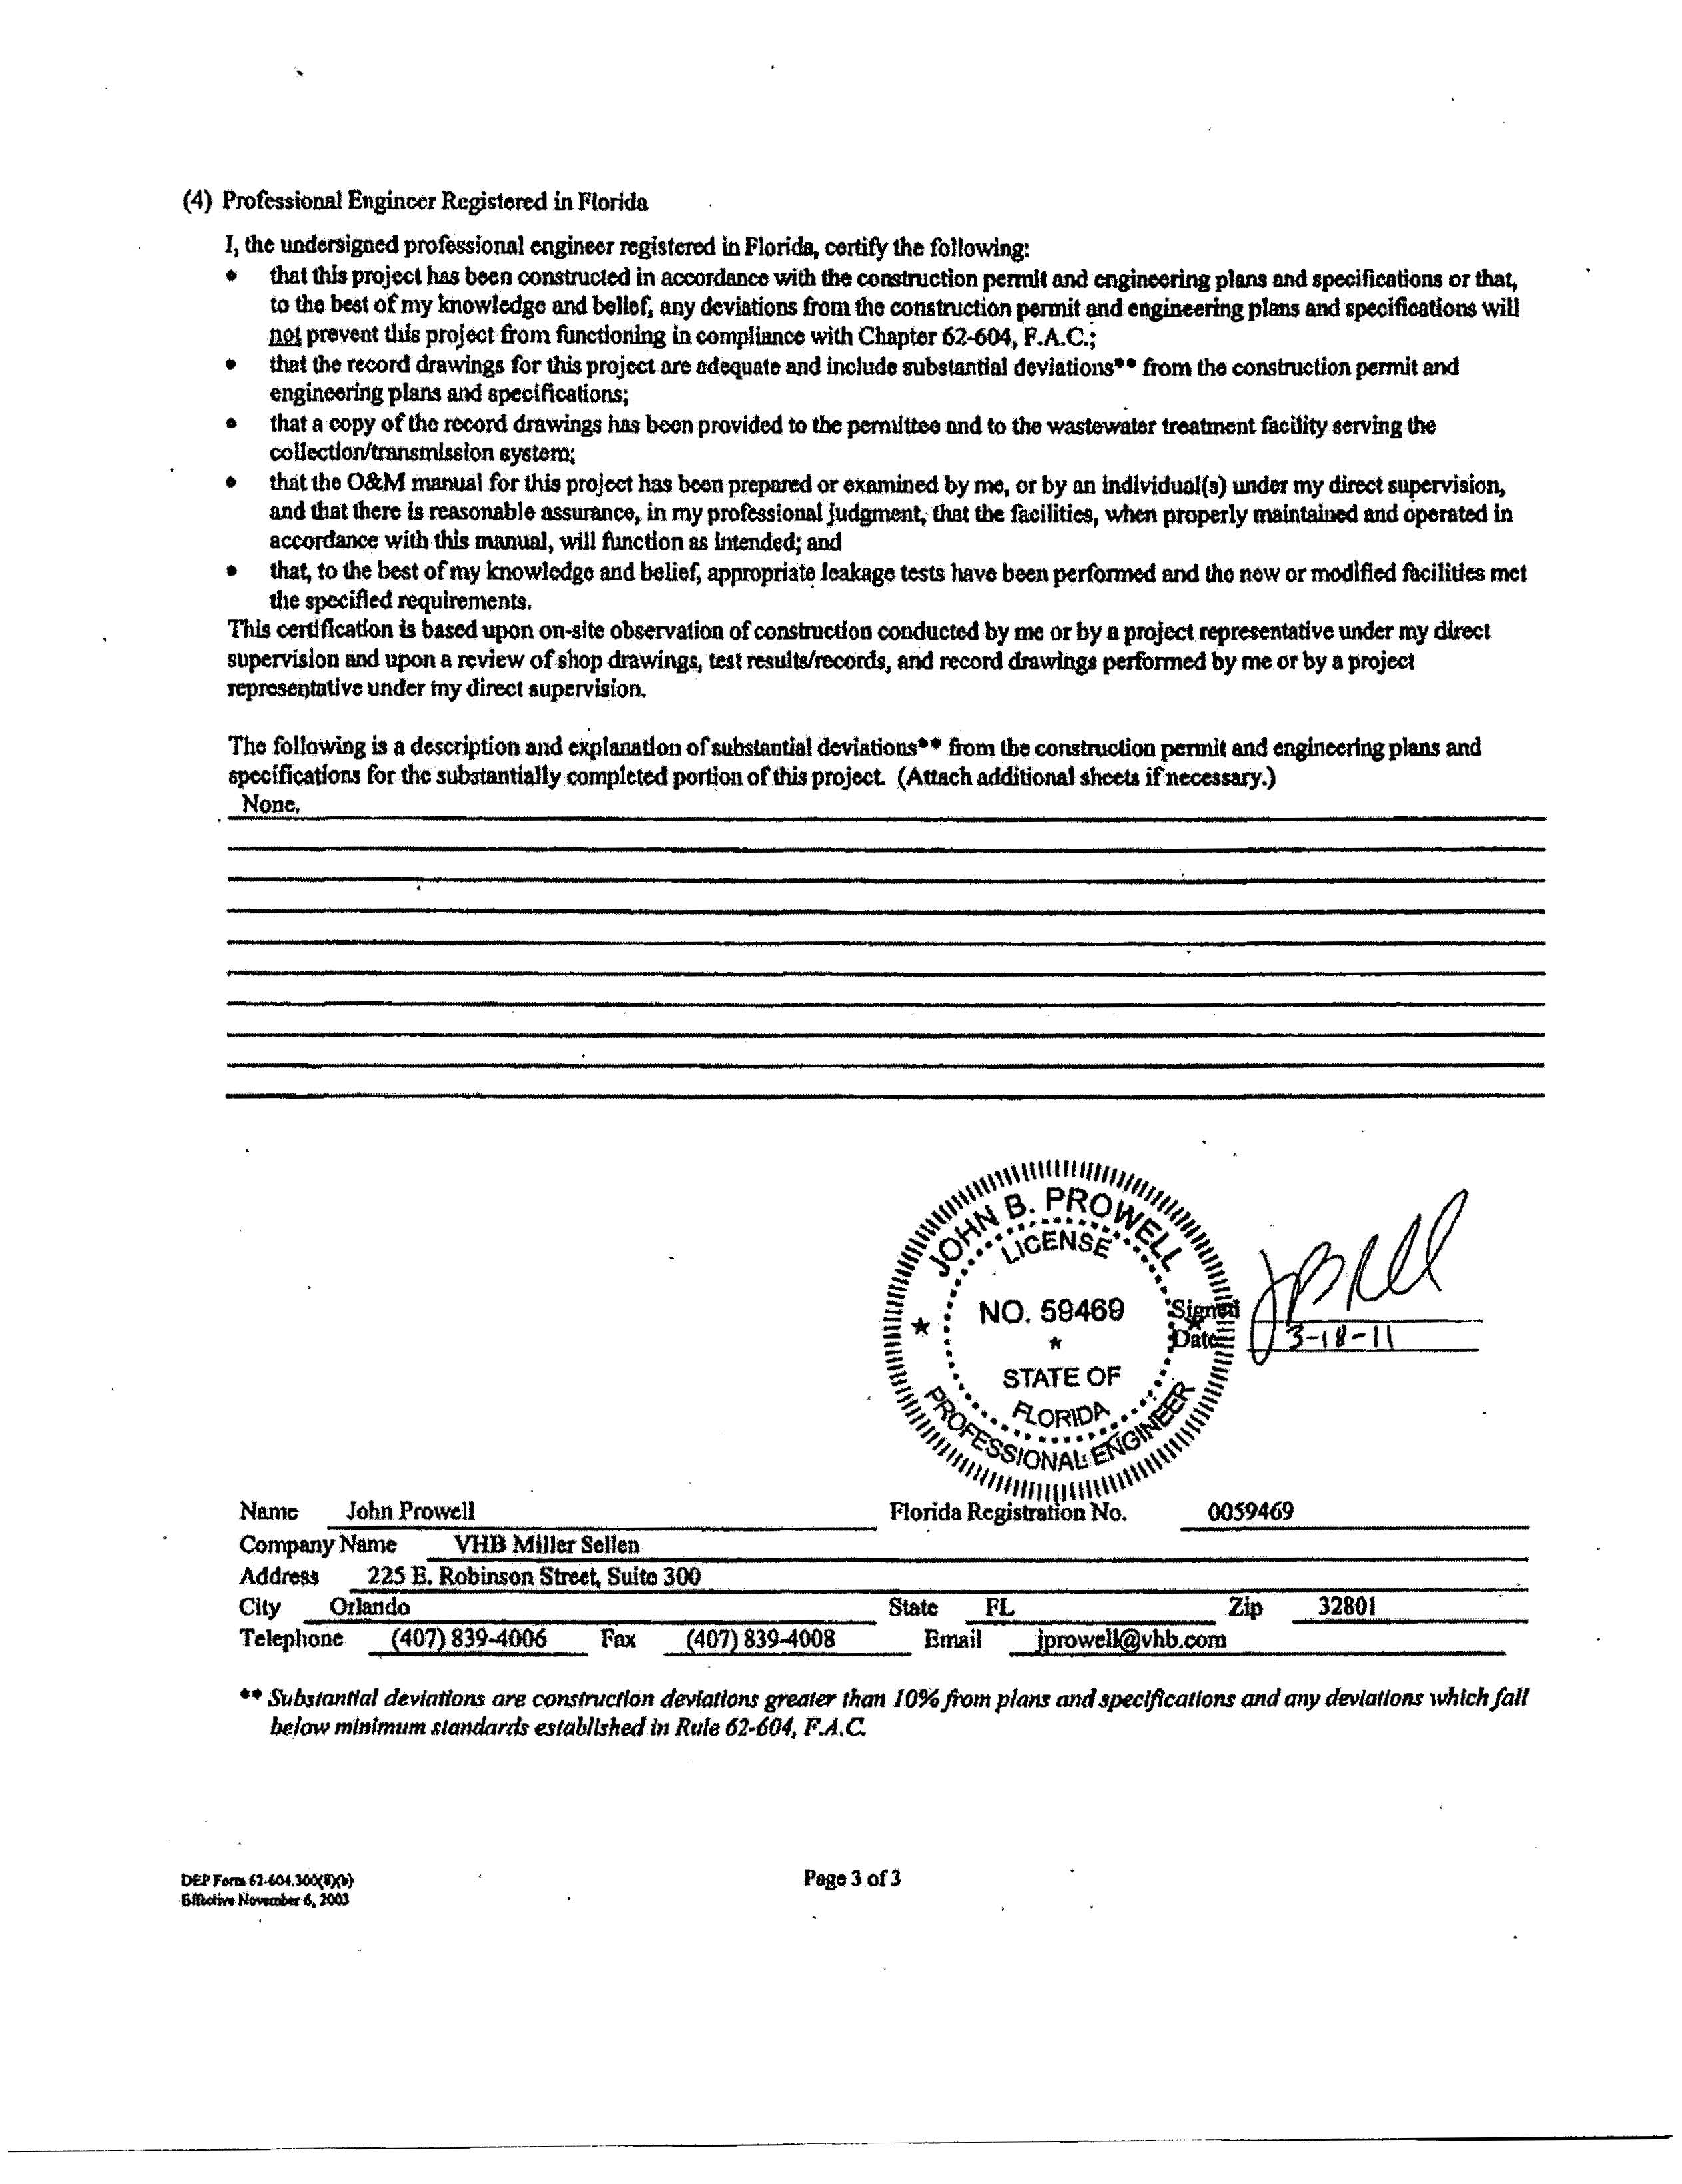 (4) Professional Engineer Registered in Florida
I, the undersigned professional engineer registered in Florida, certify the following:
• that this project has been constructed in accordance with the construction permit and engineering plans and specifications or that,
to the best of my knowledge and belief, any deviations from the construction permit and engineering plans and specifications will
not prevent this project from functioning in compliance with Chapter 62-604, F.A.C.;
• that the record drawings for this project are adequate and include substantial deviations** from the construction permit and
engineering plans and specifications;
• that a copy of the record drawings has been provided to the permittee and to the wastewater treatment facility serving the
collection/transmission system;
• that the O&M manual for this project has been prepared or examined by me, or by an individual(s) under my direct supervision,
and that there is reasonable assurance, in my professional judgment, that the facilities, when properly maintained and operated in
accordance with this manual, will function as intended; and
• that, to the best of my knowledge and belief, appropriate leakage tests have been performed and the new or modified facilities met
the specified requirements.
This certification is based upon on-site observation of construction conducted by me or by a project representative under my direct
supervision and upon a review of shop drawings, test results/records, and record drawings performed by me or by a project
representative under my direct supervision.
The following is a description and explanation of substantial deviations** from the construction permit and engineering plans and
specifications for the substantially completed portion of this project. (Attach additional sheets if necessary.)
None.
JOHN B. PROWELL
LICENSE
NO. 59469
STATE OF
FLORIDA
PROFESSIONAL ENGINEER
Signed
Date 3-18-11
Name John Prowell Florida Registration No. 0059469
Company Name VHB Miller Sellen
Address 225 E. Robinson Street, Suite 300
City Orlando State FL Zip 32801
Telephone (407) 839-4006 Fax (407) 839-4008 Email jprowell@vhb.com
** Substantial deviations are construction deviations greater than 10% from plans and specifications and any deviations which fall
below minimum standards established in Rule 62-604, F.A.C.
DEP Form 62-604.300(8)(b)
Effective November 6, 2003
Page 3 of 3